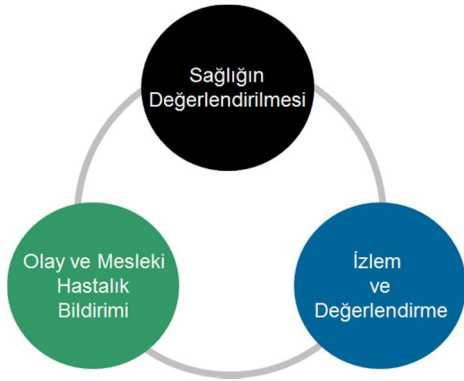 Sağlığın
Değerlendirilmesi
Olay ve Mesleki
Hastalık
Bildirimi
İzlem
ve
Değerlendirme